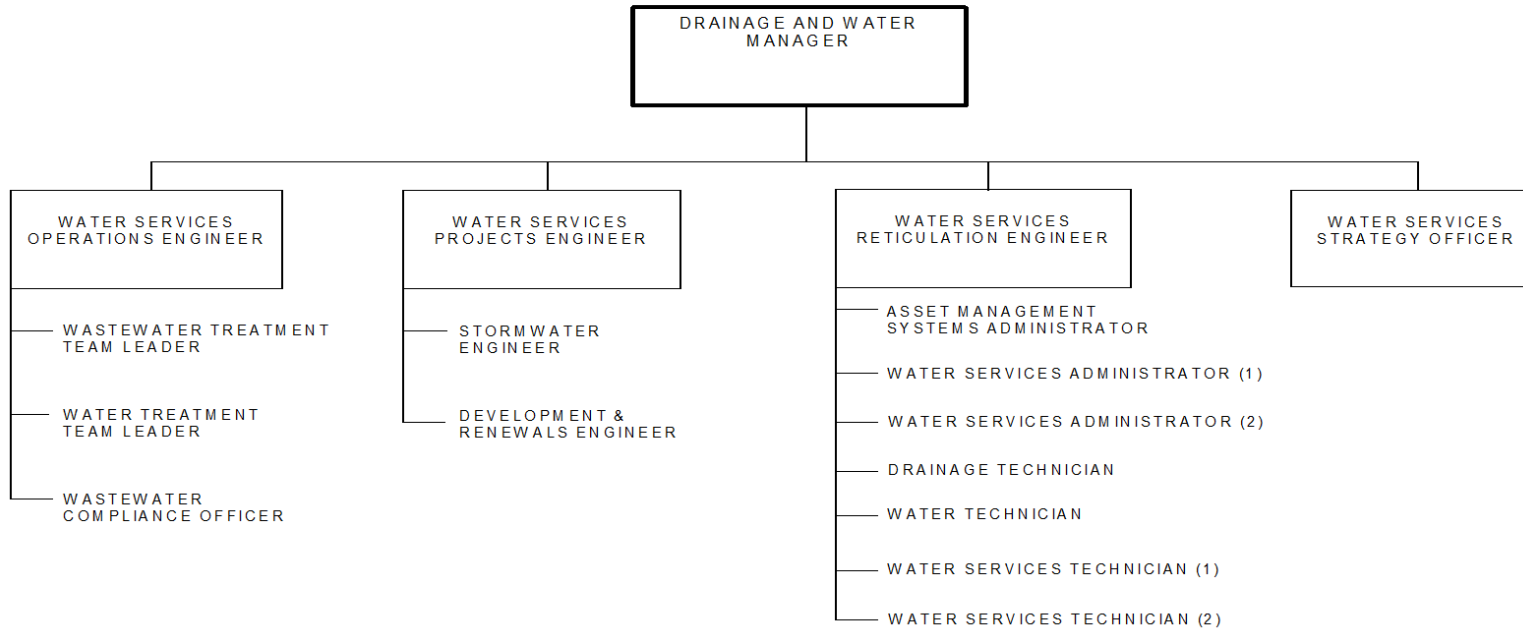 DRAINAGE AND WATER
MANAGER
WATER SERVICES
OPERATIONS ENGINEER
WASTEWATER TREATMENT
TEAM LEADER
WATER TREATMENT
TEAM LEADER
WASTEWATER
COMPLIANCE OFFICER
WATER SERVICES
PROJECTS ENGINEER
STORMWATER
ENGINEER
DEVELOPMENT &
RENEWALS ENGINEER
WATER SERVICES
RETICULATION ENGINEER
ASSET MANAGEMENT
SYSTEMS ADMINISTRATOR
WATER SERVICES ADMINISTRATOR (1)
WATER SERVICES ADMINISTRATOR (2)
DRAINAGE TECHNICIAN
WATER TECHNICIAN
WATER SERVICES TECHNICIAN (1)
WATER SERVICES TECHNICIAN (2)
WATER SERVICES
STRATEGY OFFICER